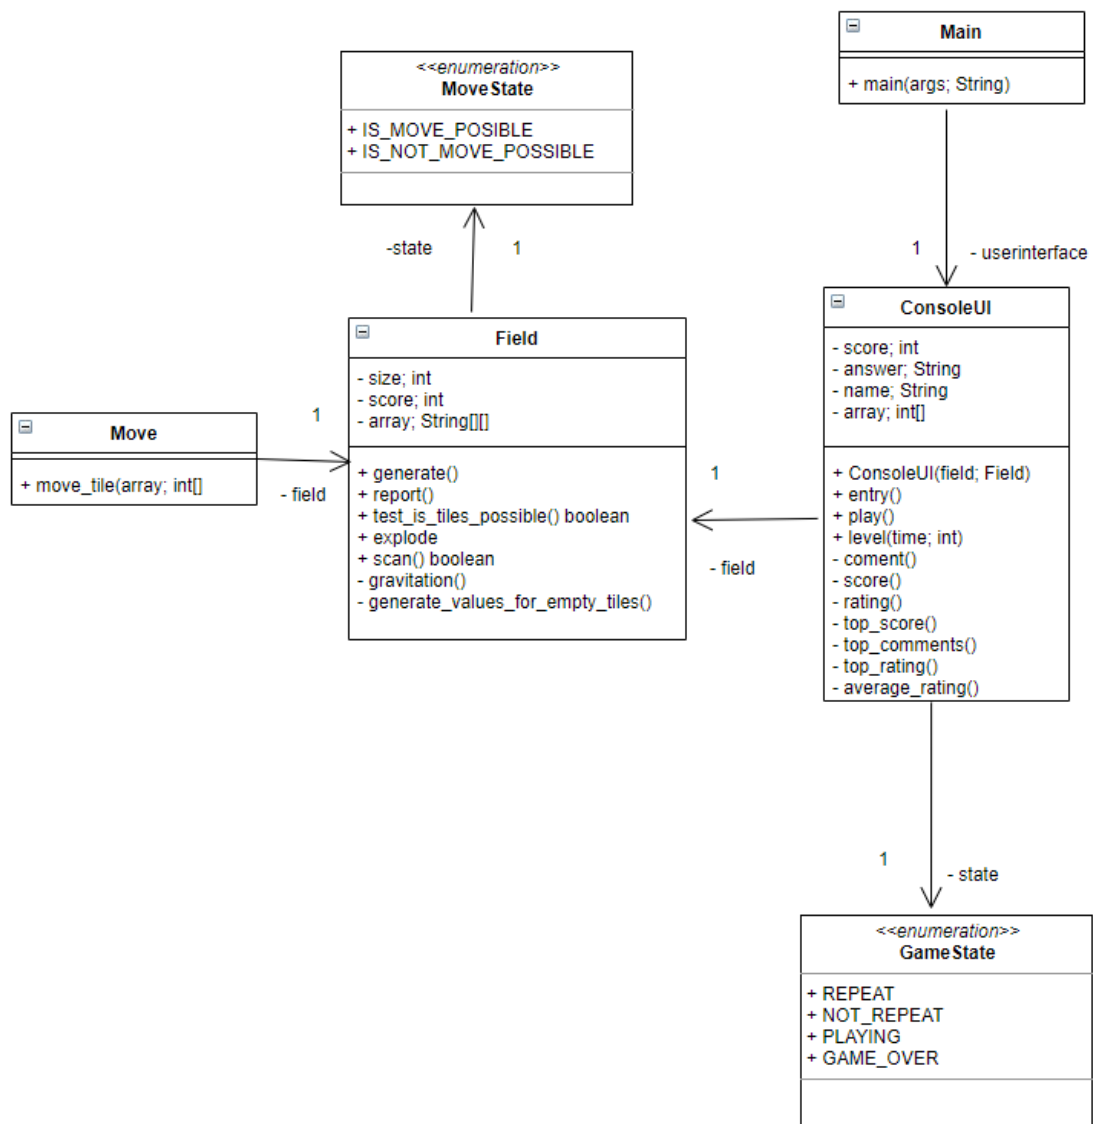 Main
+ main(args; String)
<<enumeration>>
MoveState
+ IS_MOVE_POSIBLE
+ IS_NOT_MOVE_POSSIBLE
-state
1
1
- userinterface
Field
- size; int
- score; int
- array; String[][]
+ generate()
+ report()
+ test_is_tiles_possible() boolean
+ explode
+ scan() boolean
- gravitation()
- generate_values_for_empty_tiles()
ConsoleUI
- score; int
- answer; String
- name; String
- array; int[]
+ ConsoleUI(field; Field)
+ entry()
+ play()
+ level(time; int)
- coment()
- score()
- rating()
- top_score()
- top_comments()
- top_rating()
- average_rating()
Move
+ move_tile(array; int[]
1
- field
1
- field
1
- state
<<enumeration>>
GameState
+ REPEAT
+ NOT_REPEAT
+ PLAYING
+ GAME_OVER